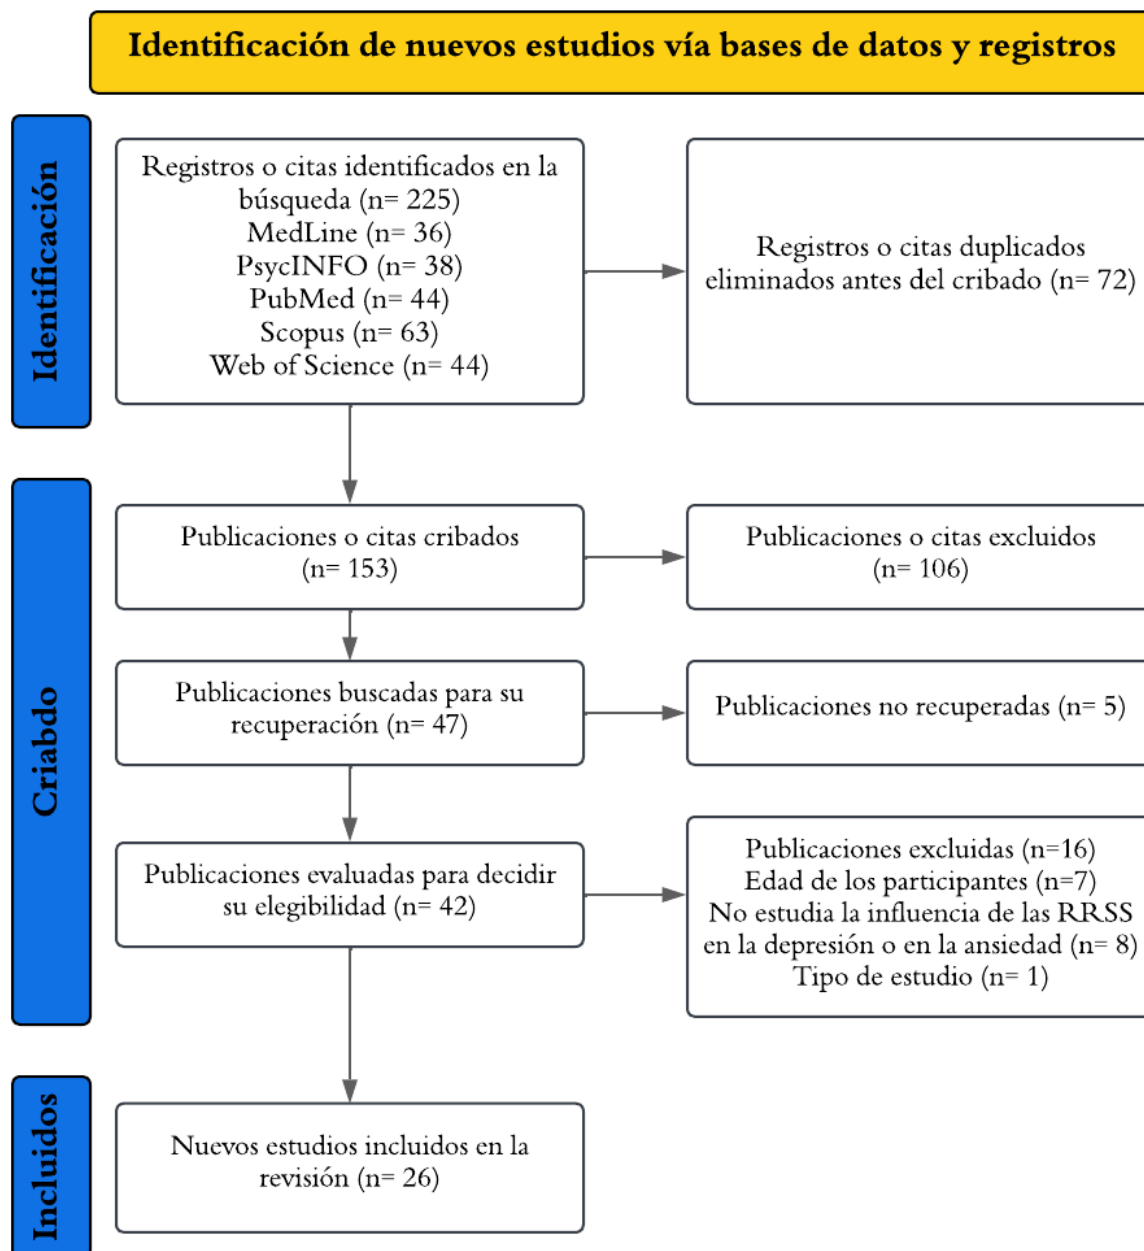 Identificación de nuevos estudios vía bases de datos y registros
Identificación
Registros o citas identificados en la
búsqueda (n= 225)
MedLine (n= 36)
PsycINFO (n= 38)
PubMed (n= 44)
Scopus (n= 63)
Web of Science (n= 44)
Registros o citas duplicados
eliminados antes del cribado (n= 72)
Criabdo
Publicaciones o citas cribados
(n= 153)
Publicaciones o citas excluidos
(n= 106)
Publicaciones buscadas para su
recuperación (n= 47)
Publicaciones no recuperadas (n= 5)
Publicaciones evaluadas para decidir
su elegibilidad (n= 42)
Publicaciones excluidas (n=16)
Edad de los participantes (n=7)
No estudia la influencia de las RRSS
en la depresión o en la ansiedad (n= 8)
Tipo de estudio (n= 1)
Incluidos
Nuevos estudios incluidos en la
revisión (n= 26)